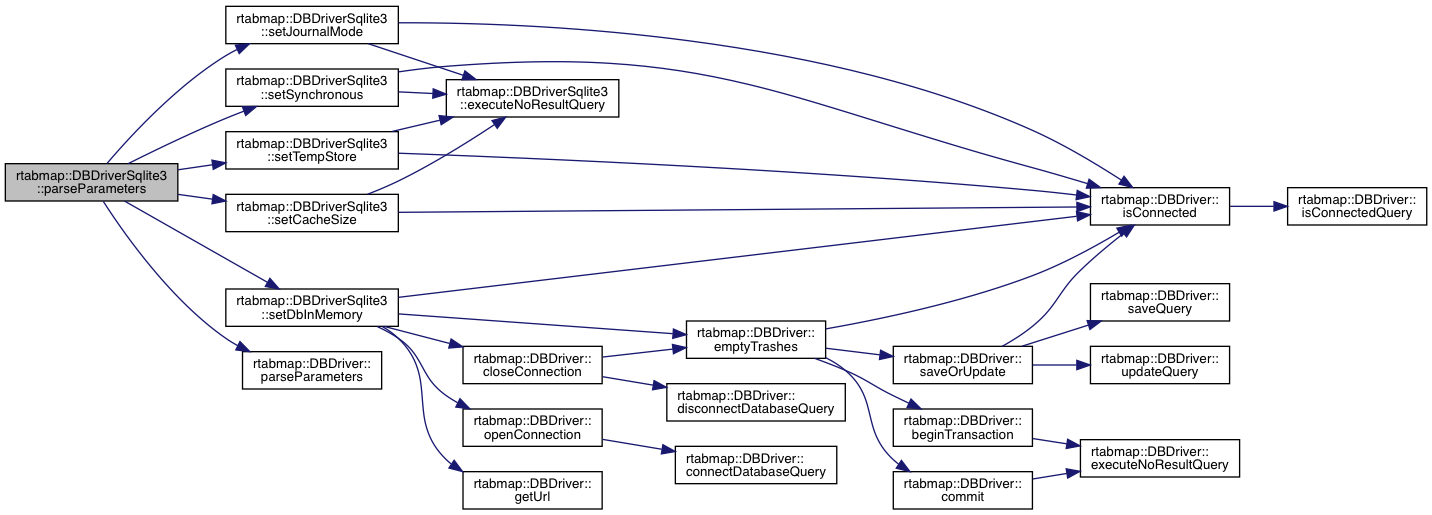 rtabmap::DBDriverSqlite3
::parseParameters
rtabmap::DBDriverSqlite3
::setJournalMode
rtabmap::DBDriverSqlite3
::setSynchronous
rtabmap::DBDriverSqlite3
::setTempStore
rtabmap::DBDriverSqlite3
::setCacheSize
rtabmap::DBDriverSqlite3
::setDbInMemory
rtabmap::DBDriver::
parseParameters
rtabmap::DBDriverSqlite3
::executeNoResultQuery
rtabmap::DBDriver::
closeConnection
rtabmap::DBDriver::
openConnection
rtabmap::DBDriver::
getUrl
rtabmap::DBDriver::
emptyTrashes
rtabmap::DBDriver::
disconnectDatabaseQuery
rtabmap::DBDriver::
connectDatabaseQuery
rtabmap::DBDriver::
saveOrUpdate
rtabmap::DBDriver::
beginTransaction
rtabmap::DBDriver::
commit
rtabmap::DBDriver::
isConnected
rtabmap::DBDriver::
saveQuery
rtabmap::DBDriver::
updateQuery
rtabmap::DBDriver::
executeNoResultQuery
rtabmap::DBDriver::
isConnectedQuery